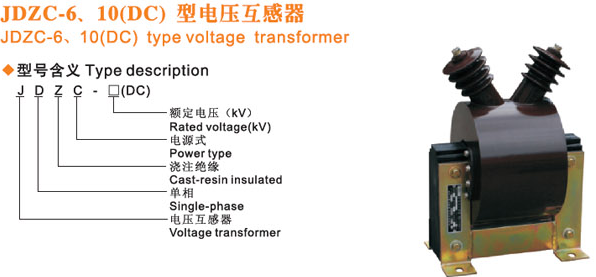 JDZC-6、10(DC) 型电压互感器
JDZC-6、10(DC) type voltage transformer
型号含义 Type description
J D Z C - □(DC)
额定电压（kV）
Rated voltage(kV)
电源式
Power type
浇注绝缘
Cast-resin insulated
单相
Single-phase
电压互感器
Voltage transformer